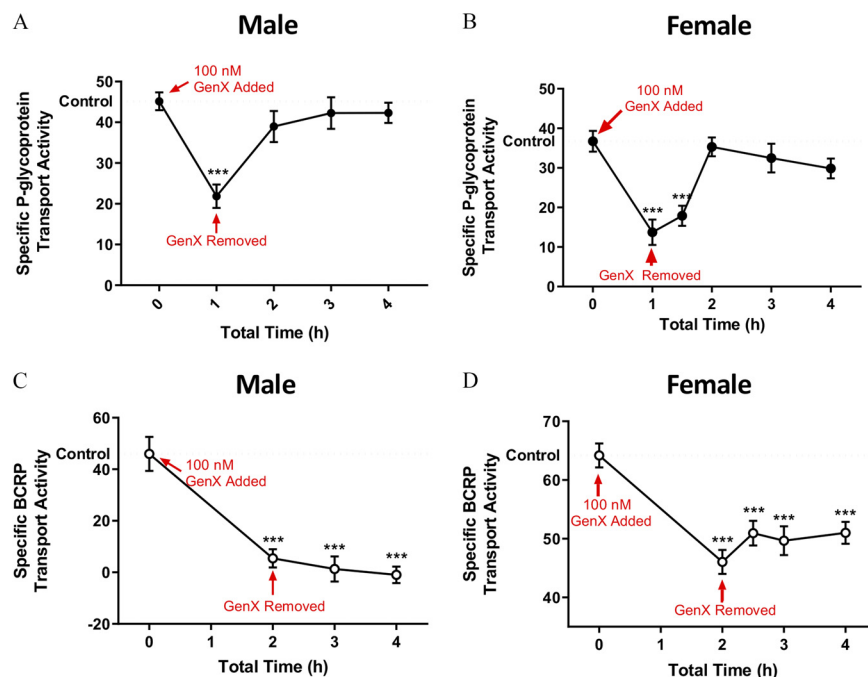 A
Male
Specific P-glycoprotein
Transport Activity
50
Control
40
30
20
10
0
100 nM
GenX Added
***
GenX Removed
0
1
2
3
4
Total Time (h)
B
Female
Specific P-glycoprotein
Transport Activity
50
40
Control
30
20
10
0
100 nM
GenX Added
***
***
GenX Removed
0
1
2
3
4
Total Time (h)
C
Male
Specific BCRP
Transport Activity
60
Control
40
20
0
-20
100 nM
GenX Added
***
***
***
GenX Removed
0
1
2
3
4
Total Time (h)
D
Female
Specific BCRP
Transport Activity
70
Control
60
50
40
100 nM
GenX Added
***
***
***
***
GenX Removed
0
1
2
3
4
Total Time (h)